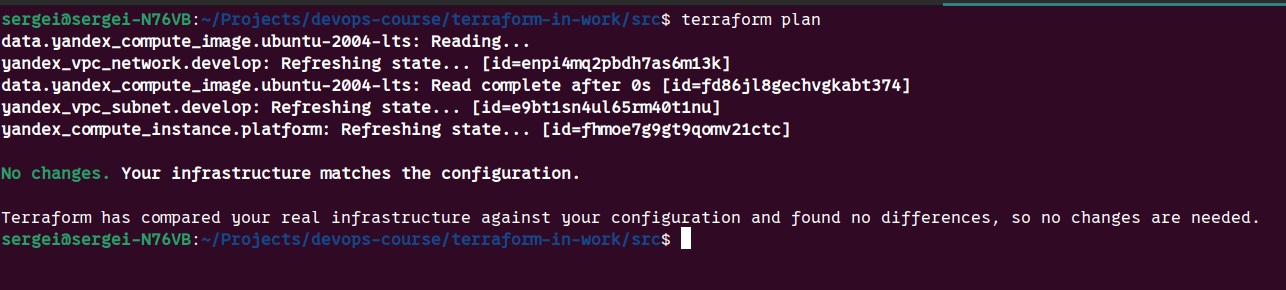 sergei@sergei-N76VB:~/Projects/devops-course/terraform-in-work/src$ terraform plan
data.yandex_compute_image.ubuntu-2004-lts: Reading...
yandex_vpc_network.develop: Refreshing state... [id=enpi4mq2pbdh7as6m13k]
data.yandex_compute_image.ubuntu-2004-lts: Read complete after 0s [id=fd86jl8gechvgkabt374]
yandex_vpc_subnet.develop: Refreshing state... [id=e9bt1sn4ul65rm40t1nu]
yandex_compute_instance.platform: Refreshing state... [id=fhmoe7g9gt9qomv21ctc]
No changes. Your infrastructure matches the configuration.
Terraform has compared your real infrastructure against your configuration and found no differences, so no changes are needed.
sergei@sergei-N76VB:~/Projects/devops-course/terraform-in-work/src$